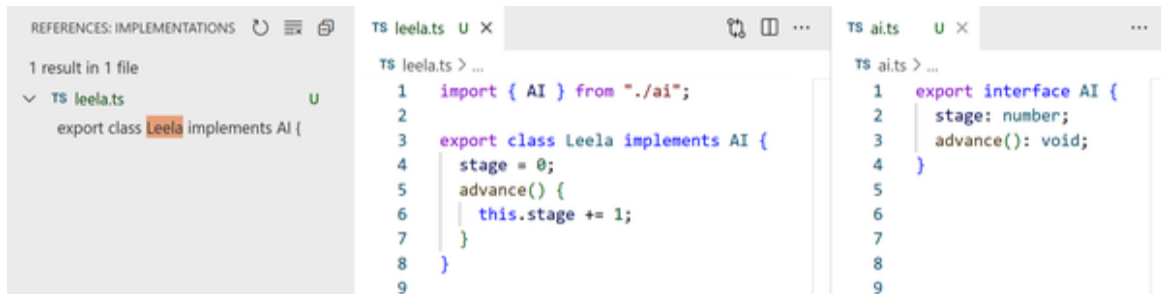 REFERENCES: IMPLEMENTATIONS
1 result in 1 file
TS leela.ts U
export class Leela implements AI {
TS leela.ts U
TS leela.ts > ...
1 import { AI } from "./ai";
2
3 export class Leela implements AI {
4 stage = 0;
5 advance() {
6 this.stage += 1;
7 }
8 }
9
TS ai.ts U
TS ai.ts > ...
1 export interface AI {
2 stage: number;
3 advance(): void;
4 }
5
6
7
8
9